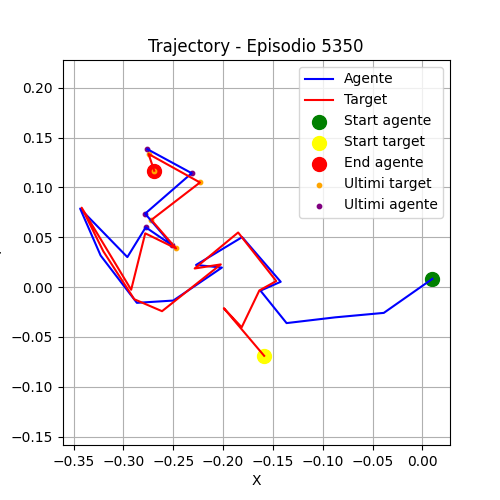 Trajectory - Episodio 5350
Agente
Target
Start agente
Start target
End agente
Ultimi target
Ultimi agente
0.20
0.15
0.10
0.05
0.00
−0.05
−0.10
−0.15
−0.35 −0.30 −0.25 −0.20 −0.15 −0.10 −0.05 0.00
X